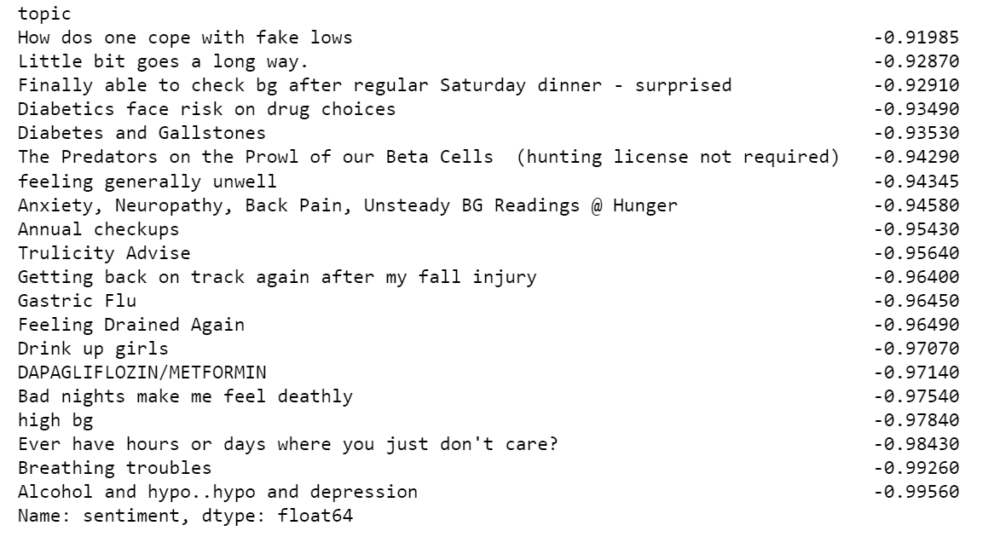 topic
How dos one cope with fake lows -0.91985
Little bit goes a long way. -0.92870
Finally able to check bg after regular Saturday dinner - surprised -0.92910
Diabetics face risk on drug choices -0.93490
Diabetes and Gallstones -0.93530
The Predators on the Prowl of our Beta Cells  (hunting license not required) -0.94290
feeling generally unwell -0.94345
Anxiety, Neuropathy, Back Pain, Unsteady BG Readings @ Hunger -0.94580
Annual checkups -0.95430
Trulicity Advise -0.95640
Getting back on track again after my fall injury -0.96400
Gastric Flu -0.96450
Feeling Drained Again -0.96490
Drink up girls -0.97070
DAPAGLIFLOZIN/METFORMIN -0.97140
Bad nights make me feel deathly -0.97540
high bg -0.97840
Ever have hours or days where you just don't care? -0.98430
Breathing troubles -0.99260
Alcohol and hypo..hypo and depression -0.99560
Name: sentiment, dtype: float64